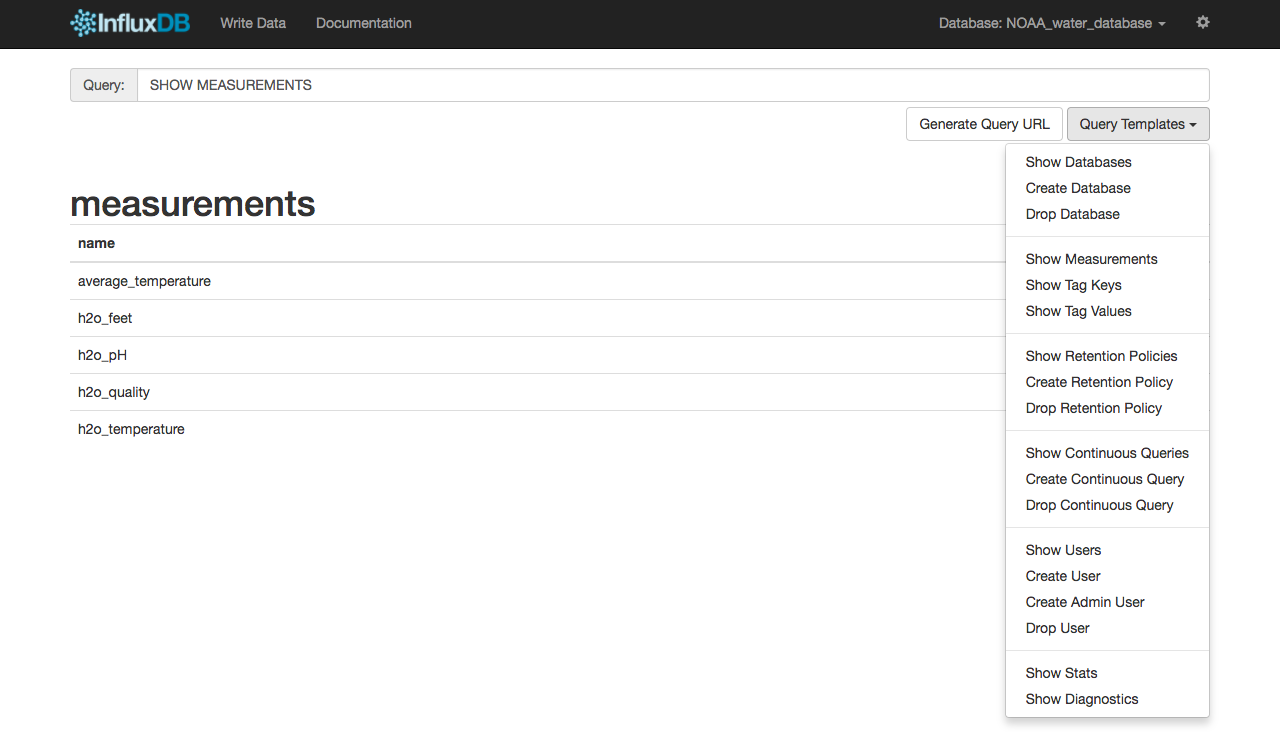 InfluxDB Write Data Documentation Database: NOAA_water_database
Query: SHOW MEASUREMENTS
Generate Query URL Query Templates
measurements
name
average_temperature
h2o_feet
h2o_pH
h2o_quality
h2o_temperature
Show Databases
Create Database
Drop Database
Show Measurements
Show Tag Keys
Show Tag Values
Show Retention Policies
Create Retention Policy
Drop Retention Policy
Show Continuous Queries
Create Continuous Query
Drop Continuous Query
Show Users
Create User
Create Admin User
Drop User
Show Stats
Show Diagnostics